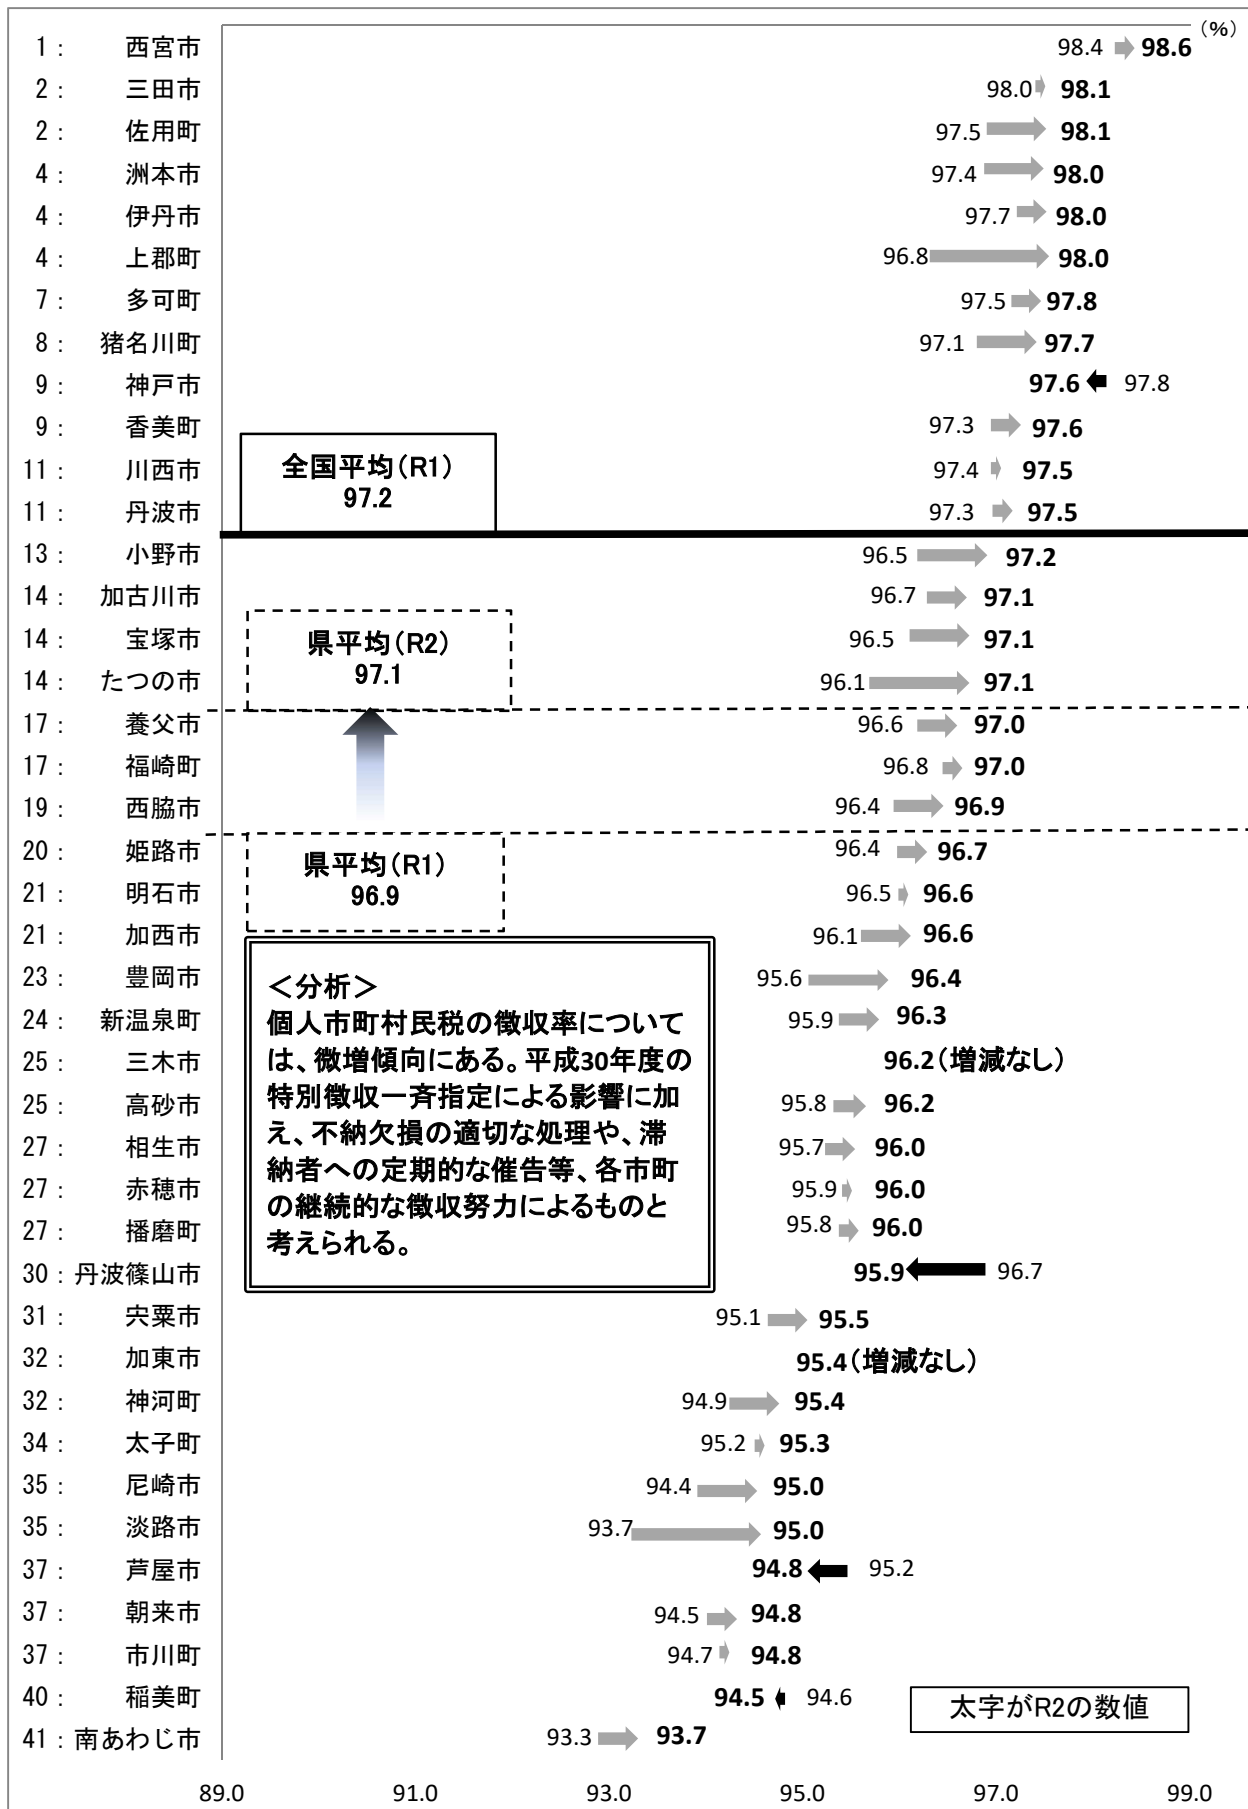 (%)
1： 西宮市 98.4 98.6
2： 三田市 98.0 98.1
2： 佐用町 97.5 98.1
4： 洲本市 97.4 98.0
4： 伊丹市 97.7 98.0
4： 上郡町 96.8 98.0
7： 多可町 97.5 97.8
8： 猪名川町 97.1 97.7
9： 神戸市 97.6 97.8
9： 香美町 97.3 97.6
11： 川西市 97.4 97.5
11： 丹波市 97.3 97.5
全国平均（R1）
97.2
13： 小野市 96.5 97.2
14： 加古川市 96.7 97.1
14： 宝塚市 96.5 97.1
14： たつの市 96.1 97.1
県平均（R2）
97.1
17： 養父市 96.6 97.0
17： 福崎町 96.8 97.0
19： 西脇市 96.4 96.9
20： 姫路市 96.4 96.7
21： 明石市 96.5 96.6
県平均（R1）
96.9
21： 加西市 96.1 96.6
23： 豊岡市 95.6 96.4
24： 新温泉町 95.9 96.3
25： 三木市 96.2（増減なし）
25： 高砂市 95.8 96.2
27： 相生市 95.7 96.0
27： 赤穂市 95.9 96.0
27： 播磨町 95.8 96.0
30： 丹波篠山市 95.9 96.7
＜分析＞
個人市町村民税の徴収率について
は、微増傾向にある。平成30年度の
特別徴収一斉指定による影響に加
え、不納欠損の適切な処理や、滞
納者への定期的な催告等、各市町
の継続的な徴収努力によるものと
考えられる。
31： 宍粟市 95.1 95.5
32： 加東市 95.4（増減なし）
32： 神河町 94.9 95.4
34： 太子町 95.2 95.3
35： 尼崎市 94.4 95.0
35： 淡路市 93.7 95.0
37： 芦屋市 94.8 95.2
37： 朝来市 94.5 94.8
37： 市川町 94.7 94.8
40： 稲美町 94.5 94.6
41： 南あわじ市 93.3 93.7
太字がR2の数値
89.0 91.0 93.0 95.0 97.0 99.0